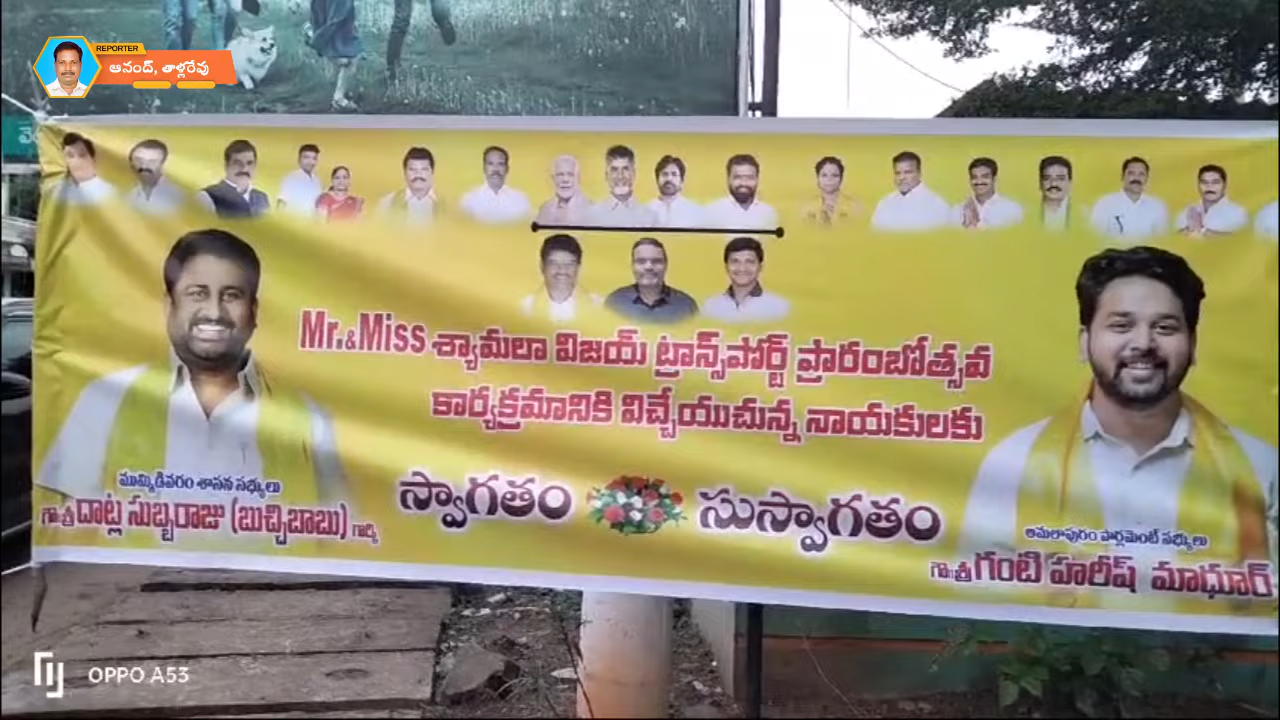 REPORTER
ఆనంద్, తాళ్లరేవు
Mr.&Miss శ్యామలా విజయ్ ట్రాన్స్‌పోర్ట్ ప్రారంబోత్సవ
కార్యక్రమానికి విచ్చేయుచున్న నాయకులకు
స్వాగతం సుస్వాగతం
ముమ్మిడివరం శాసన సభ్యులు
గౌ॥శ్రీ దాట్ల సుబ్బరాజు (బుచ్చిబాబు) గార్కి
అమలాపురం పార్లమెంట్ సభ్యులు
గౌ॥శ్రీ గంటి హరీష్ మాధూర్
OPPO A53